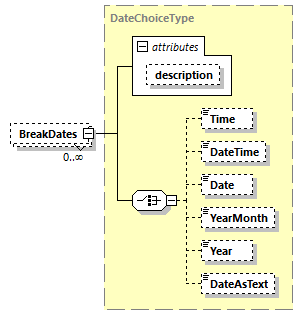 DateChoiceType
attributes
description
BreakDates
0..∞
Time
DateTime
Date
YearMonth
Year
DateAsText